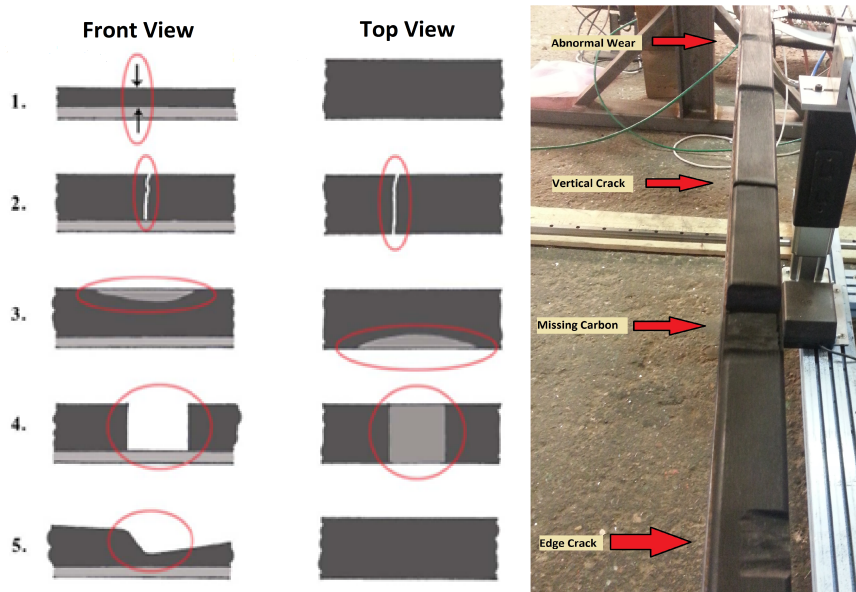 Front View
Top View
1.
2.
3.
4.
5.
Abnormal Wear
Vertical Crack
Missing Carbon
Edge Crack